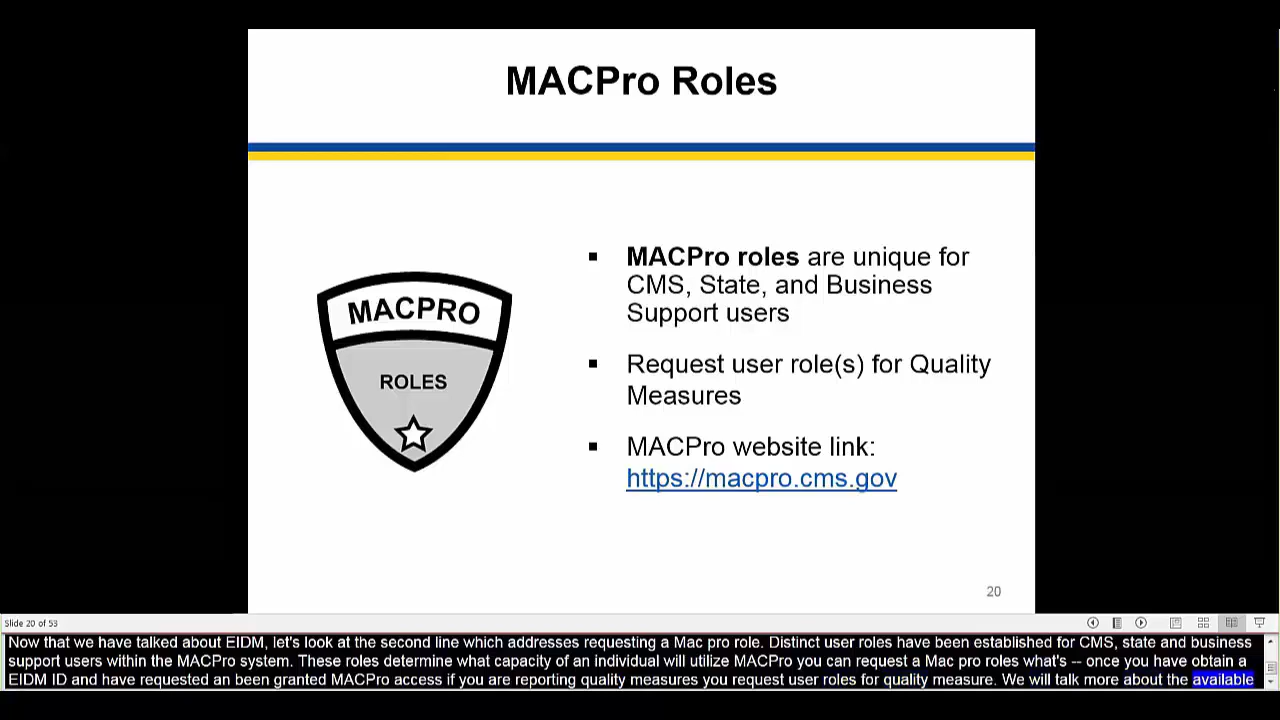 MACPro Roles
MACPRO
ROLES
▪ MACPro roles are unique for
CMS, State, and Business
Support users
▪ Request user role(s) for Quality
Measures
▪ MACPro website link:
https://macpro.cms.gov
20
Slide 20 of 53
Now that we have talked about EIDM, let's look at the second line which addresses requesting a Mac pro role. Distinct user roles have been established for CMS, state and business
support users within the MACPro system. These roles determine what capacity of an individual will utilize MACPro you can request a Mac pro roles what's -- once you have obtain a
EIDM ID and have requested an been granted MACPro access if you are reporting quality measures you request user roles for quality measure. We will talk more about the available